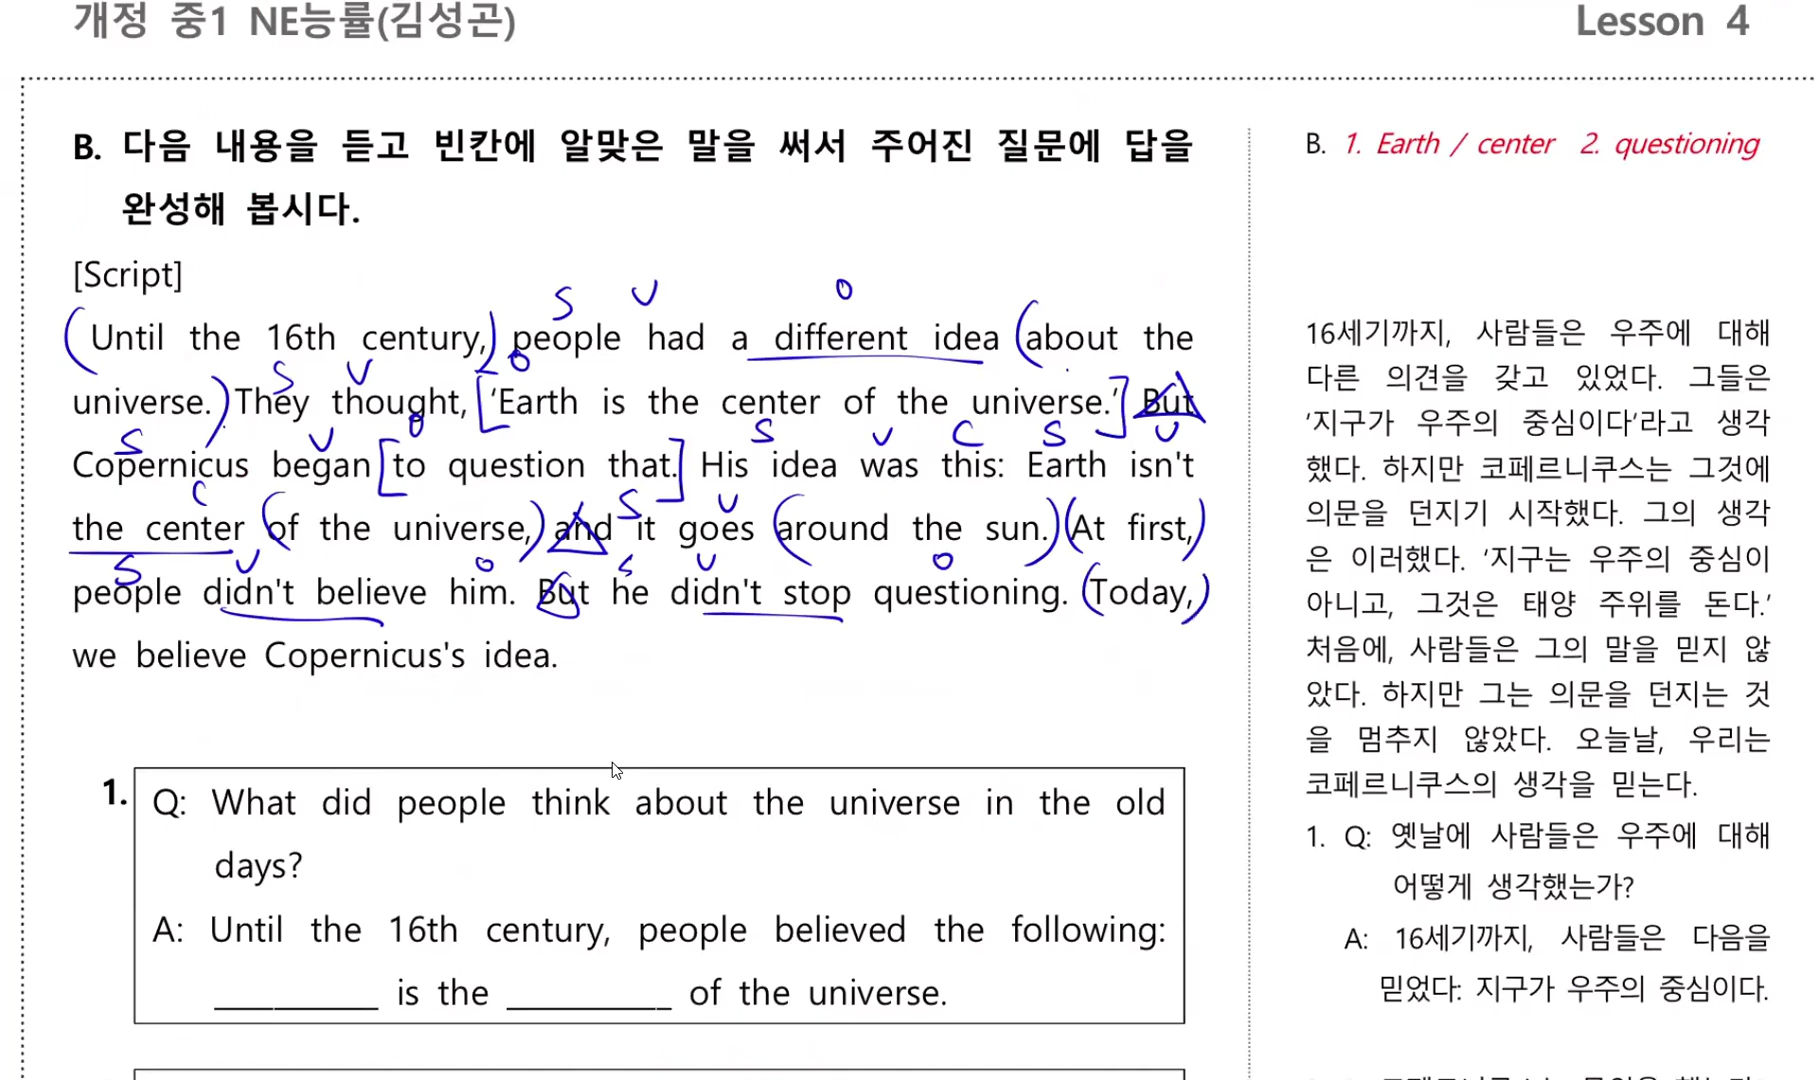 개정 중1 NE능률(김성곤)
Lesson 4
B. 다음 내용을 듣고 빈칸에 알맞은 말을 써서 주어진 질문에 답을
완성해 봅시다.
[Script]
S V O
Until the 16th century, people had a different idea (about the
S V O
universe.) They thought, ['Earth is the center of the universe.'] But
S V O S V C S V
Copernicus began [to question that.] His idea was this: Earth isn't
C S V
the center (of the universe,) and it goes (around the sun.) (At first,)
S V O S V O
people didn't believe him. But he didn't stop questioning. (Today,)
we believe Copernicus's idea.
1.
Q: What did people think about the universe in the old
days?
A: Until the 16th century, people believed the following:
_________ is the _________ of the universe.
B. 1. Earth / center 2. questioning
16세기까지, 사람들은 우주에 대해
다른 의견을 갖고 있었다. 그들은
‘지구가 우주의 중심이다‘라고 생각
했다. 하지만 코페르니쿠스는 그것에
의문을 던지기 시작했다. 그의 생각
은 이러했다. ‘지구는 우주의 중심이
아니고, 그것은 태양 주위를 돈다.’
처음에, 사람들은 그의 말을 믿지 않
았다. 하지만 그는 의문을 던지는 것
을 멈추지 않았다. 오늘날, 우리는
코페르니쿠스의 생각을 믿는다.
1. Q: 옛날에 사람들은 우주에 대해
어떻게 생각했는가?
A: 16세기까지, 사람들은 다음을
믿었다: 지구가 우주의 중심이다.